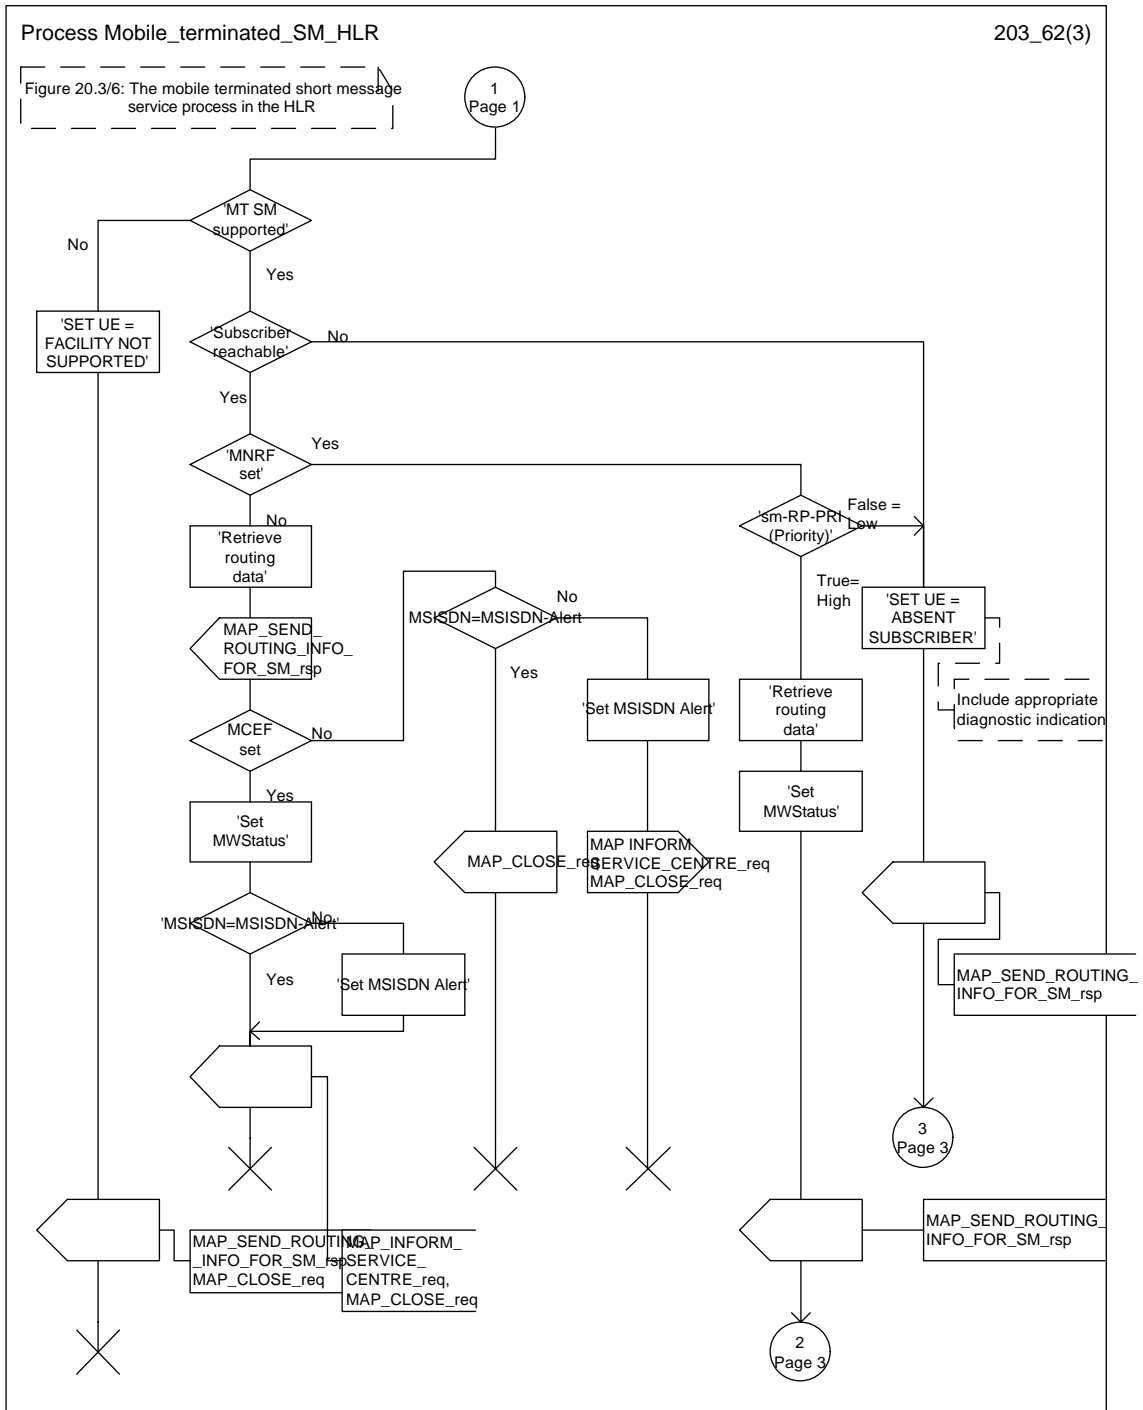 Process Mobile_terminated_SM_HLR
203_62(3)
Figure 20.3/6: The mobile terminated short message
service process in the HLR
1
Page 1
'MT SM
supported'
No
Yes
'SET UE =
FACILITY NOT
SUPPORTED'
'Subscriber
reachable'
No
Yes
'MNRF
set'
Yes
No
'sm-RP-PRI
(Priority)'
False =
Low
True=
High
'Retrieve
routing
data'
MAP_SEND_
ROUTING_INFO_
FOR_SM_rsp
MSISDN=MSISDN-Alert
No
Yes
'SET UE =
ABSENT
SUBSCRIBER'
Include appropriate
diagnostic indication
'Set MSISDN Alert'
'Retrieve
routing
data'
MCEF
set
No
Yes
'Set
MWStatus'
'Set
MWStatus'
MAP_CLOSE_req
MAP INFORM
SERVICE_CENTRE_req
MAP_CLOSE_req
'MSISDN=MSISDN-Alert'
No
Yes
'Set MSISDN Alert'
MAP_SEND_ROUTING_
INFO_FOR_SM_rsp
3
Page 3
MAP_SEND_ROUTING_
_INFO_FOR_SM_rsp
MAP_CLOSE_req
MAP_INFORM_
SERVICE_
CENTRE_req,
MAP_CLOSE_req
MAP_SEND_ROUTING_
INFO_FOR_SM_rsp
2
Page 3